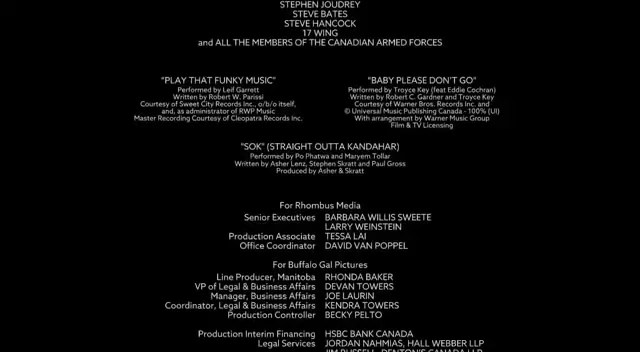 STEPHEN JOUDREY
STEVE BATES
STEVE HANCOCK
17 WING
and ALL THE MEMBERS OF THE CANADIAN ARMED FORCES
"PLAY THAT FUNKY MUSIC"
Performed by Leif Garrett
Written by Robert W. Parissi
Courtesy of Sweet City Records Inc., o/b/o itself,
and, as administrator of RWP Music
Master Recording Courtesy of Cleopatra Records Inc.
"BABY PLEASE DON'T GO"
Performed by Troyce Key (feat Eddie Cochran)
Written by Robert C. Gardner and Troyce Key
Courtesy of Warner Bros. Records Inc. and
© Universal Music Publishing Canada - 100% (UI)
With arrangement by Warner Music Group
Film & TV Licensing
"SOK" (STRAIGHT OUTTA KANDAHAR)
Performed by Po Phatwa and Maryem Tollar
Written by Asher Lenz, Stephen Skratt and Paul Gross
Produced by Asher & Skratt
For Rhombus Media
Senior Executives BARBARA WILLIS SWEETE
LARRY WEINSTEIN
Production Associate TESSA LAI
Office Coordinator DAVID VAN POPPEL
For Buffalo Gal Pictures
Line Producer, Manitoba RHONDA BAKER
VP of Legal & Business Affairs DEVAN TOWERS
Manager, Business Affairs JOE LAURIN
Coordinator, Legal & Business Affairs KENDRA TOWERS
Production Controller BECKY PELTO
Production Interim Financing HSBC BANK CANADA
Legal Services JORDAN NAHMIAS, HALL WEBBER LLP
JIM RUSSELL, DENTON'S CANADA LLP